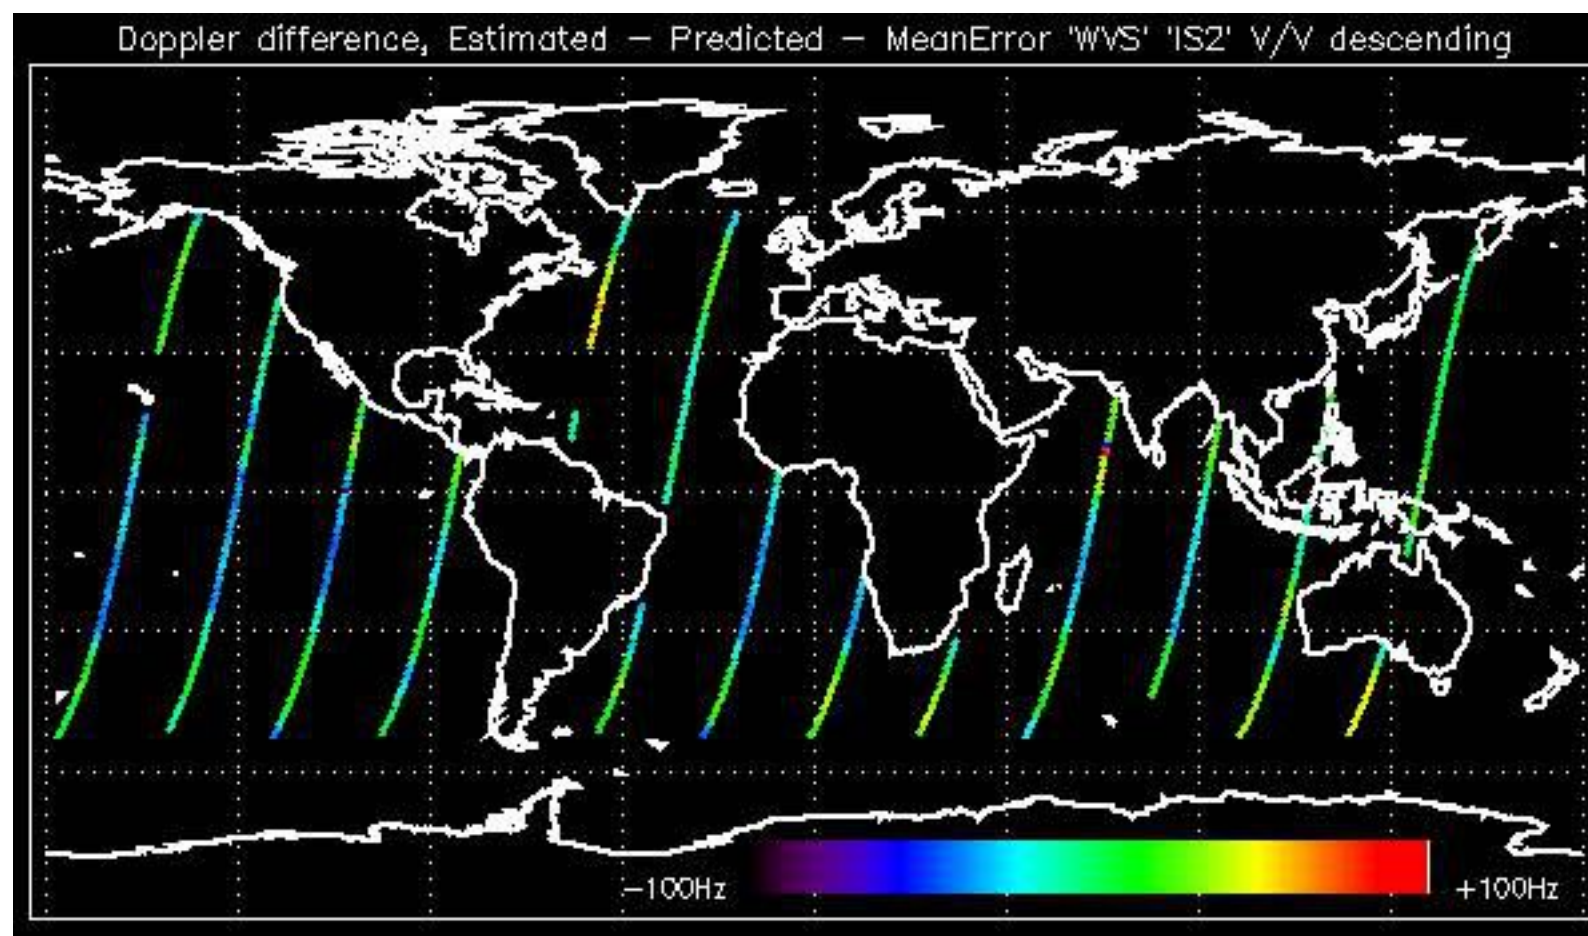 Doppler difference, Estimated – Predicted – MeanError 'WVS' 'IS2' V/V descending
–100Hz +100Hz